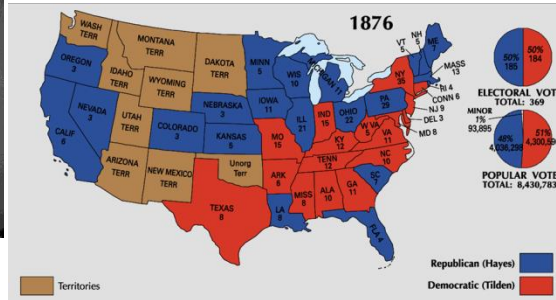 1876
WASH
TERR
MONTANA
TERR
DAKOTA
TERR
MINN
5
OREGON
3
IDAHO
TERR
WYOMING
TERR
WIS
10
MICHIGAN 11
VT
5
NH
5
ME
7
MASS
13
NY
35
RI 4
CONN 6
NJ 9
DEL 3
MD 8
PA
29
NEVADA
3
UTAH
TERR
COLORADO
3
NEBRASKA
3
IOWA
11
ILL
21
IND
15
OHIO
22
W VA
5
VA
11
CALIF
6
KANSAS
5
MO
15
KY
12
NC
10
ARIZONA
TERR
NEW MEXICO
TERR
Unorg
Terr
ARK
6
TENN
12
SC
7
TEXAS
8
LA
8
MISS
8
ALA
10
GA
11
FLA 4
50%
185
50%
184
ELECTORAL VOT
TOTAL: 369
MINOR
1%
93,895
48%
4,036,298
51%
4,300,59
POPULAR VOTE
TOTAL: 8,430,783
Territories
Republican (Hayes)
Democratic (Tilden)